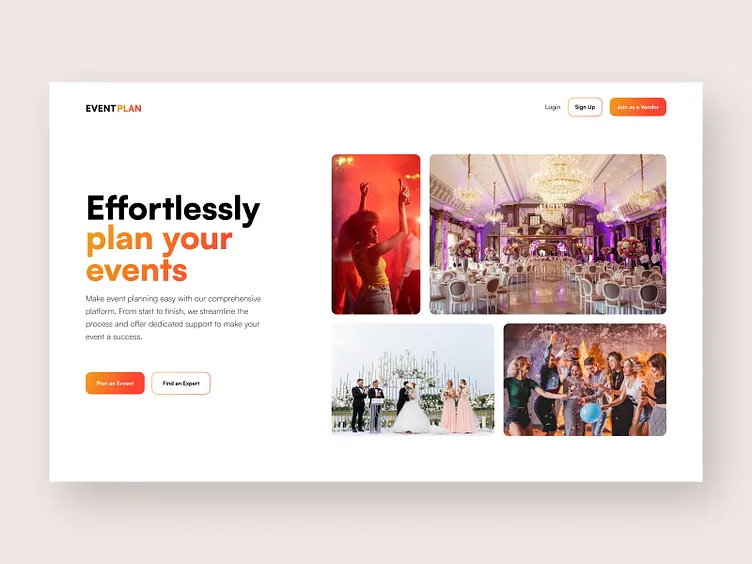 EVENTPLAN
Login
Sign Up
Join as a Vendor
Effortlessly
plan your
events
Make event planning easy with our comprehensive
platform. From start to finish, we streamline the
process and offer dedicated support to make your
event a success.
Plan an Envent
Find an Expert